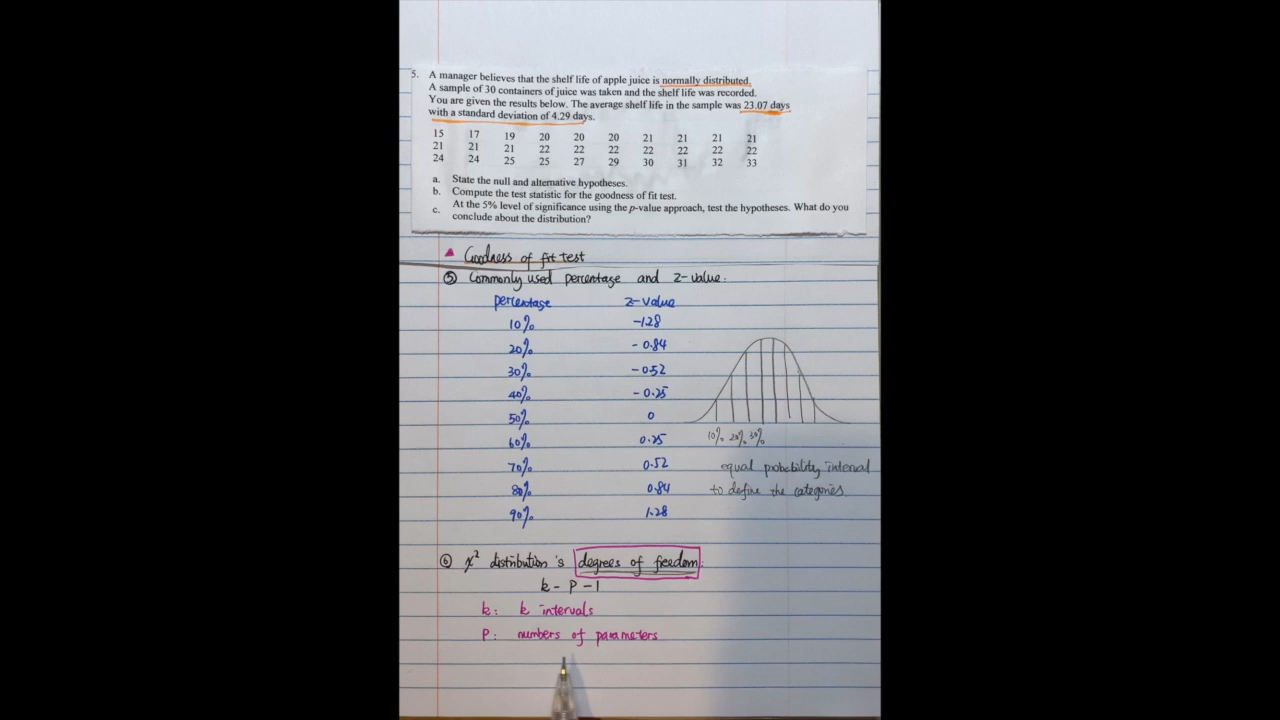 5. A manager believes that the shelf life of apple juice is normally distributed.
A sample of 30 containers of juice was taken and the shelf life was recorded.
You are given the results below. The average shelf life in the sample was 23.07 days
with a standard deviation of 4.29 days.
15 17 19 20 20 20 21 21 21 21
21 21 21 22 22 22 22 22 22 22
24 24 25 25 27 29 30 31 32 33
a. State the null and alternative hypotheses.
b. Compute the test statistic for the goodness of fit test.
c. At the 5% level of significance using the p-value approach, test the hypotheses. What do you
conclude about the distribution?
▲ Goodness of fit test
⑤ Commonly used percentage and z-value.
percentage z-value
10% -1.28
20% - 0.84
30% - 0.52
40% - 0.25
50% 0
60% 0.25
70% 0.52
80% 0.84
90% 1.28
10% 20% 30%
equal probability interval
to define the categories
⑥ χ² distribution's degrees of freedom:
k - P - 1
k: k intervals
P: numbers of parameters